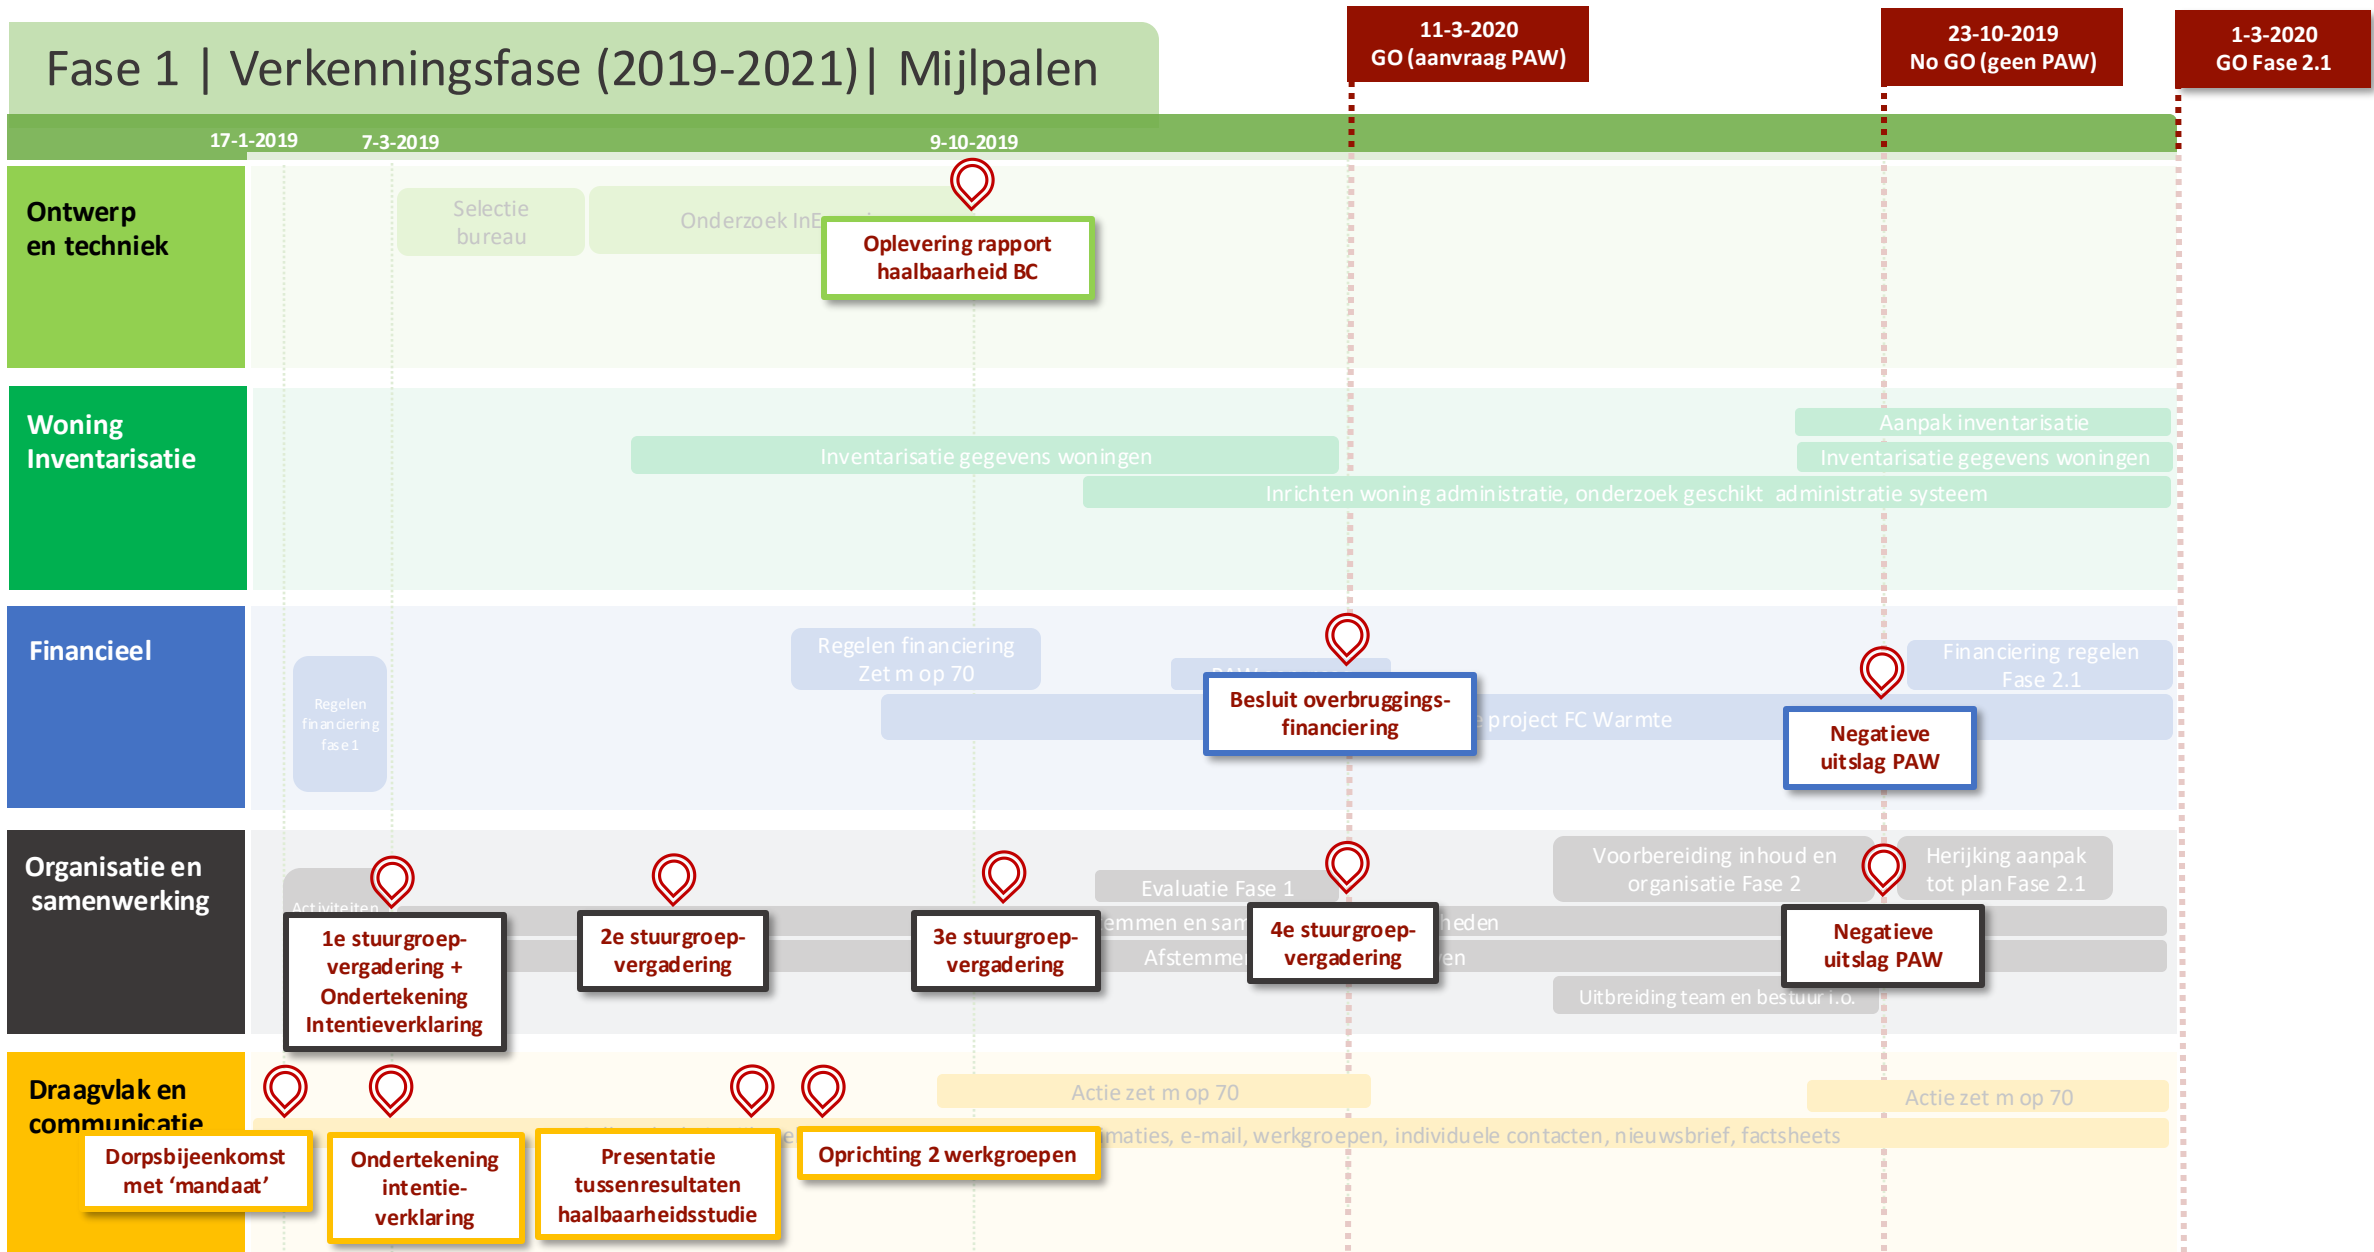 Fase 1 | Verkenningsfase (2019-2021)| Mijlpalen
11-3-2020
GO (aanvraag PAW)
23-10-2019
No GO (geen PAW)
1-3-2020
GO Fase 2.1
17-1-2019
7-3-2019
9-10-2019
Ontwerp
en techniek
Selectie
bureau
Onderzoek
Oplevering rapport
haalbaarheid BC
Woning
Inventarisatie
Aanpak inventarisatie
Inventarisatie gegevens woningen
Inventarisatie gegevens woningen
Inrichten woning administratie, onderzoek geschikt administratie systeem
Financieel
Regelen
financiering
fase 1
Regelen financiering
Zet m op 70
Financiering regelen
Fase 2.1
project FC Warmte
Besluit overbruggings-
financiering
Negatieve
uitslag PAW
Organisatie en
samenwerking
Activiteiten
Evaluatie Fase 1
Voorbereiding inhoud en
organisatie Fase 2
Herijking aanpak
tot plan Fase 2.1
Uitbreiding team en bestuur i.o.
1e stuurgroep-
vergadering +
Ondertekening
Intentieverklaring
2e stuurgroep-
vergadering
3e stuurgroep-
vergadering
4e stuurgroep-
vergadering
Negatieve
uitslag PAW
Draagvlak en
communicatie
Actie zet m op 70
Actie zet m op 70
e-mail, werkgroepen, individuele contacten, nieuwsbrief, factsheets
Dorpsbijeenkomst
met ‘mandaat’
Ondertekening
intentie-
verklaring
Presentatie
tussenresultaten
haalbaarheidsstudie
Oprichting 2 werkgroepen